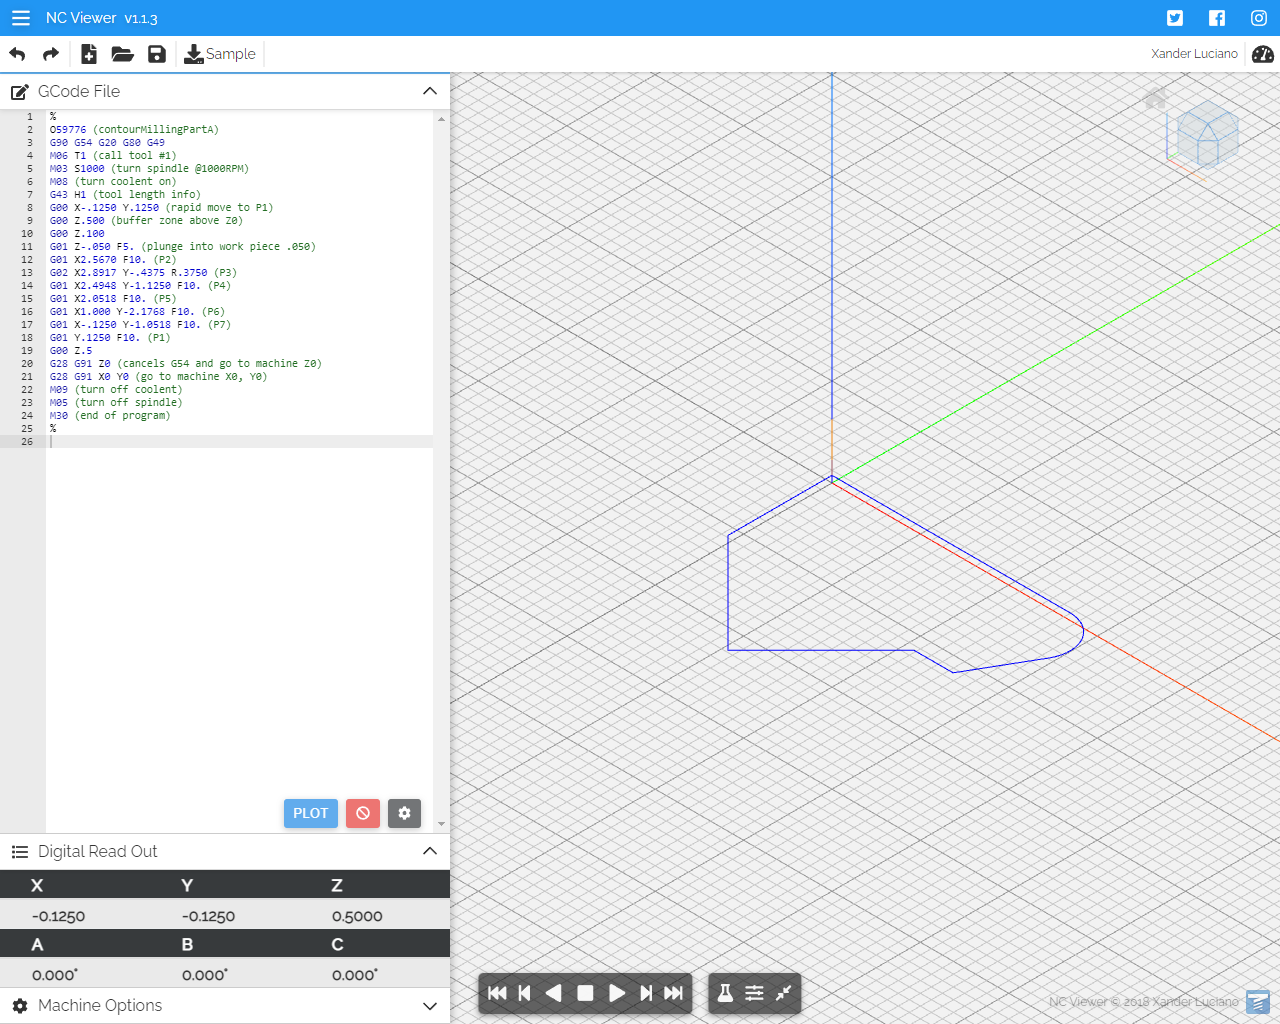 NC Viewer v1.1.3
Sample
Xander Luciano
GCode File
1 %
2 O59776 (contourMillingPartA)
3 G90 G54 G20 G80 G49
4 M06 T1 (call tool #1)
5 M03 S1000 (turn spindle @1000RPM)
6 M08 (turn coolent on)
7 G43 H1 (tool length info)
8 G00 X-.1250 Y.1250 (rapid move to P1)
9 G00 Z.500 (buffer zone above Z0)
10 G00 Z.100
11 G01 Z-.050 F5. (plunge into work piece .050)
12 G01 X2.5670 F10. (P2)
13 G02 X2.8917 Y-.4375 R.3750 (P3)
14 G01 X2.4948 Y-1.1250 F10. (P4)
15 G01 X2.0518 F10. (P5)
16 G01 X1.000 Y-2.1768 F10. (P6)
17 G01 X-.1250 Y-1.0518 F10. (P7)
18 G01 Y.1250 F10. (P1)
19 G00 Z.5
20 G28 G91 Z0 (cancels G54 and go to machine Z0)
21 G28 G91 X0 Y0 (go to machine X0, Y0)
22 M09 (turn off coolent)
23 M05 (turn off spindle)
24 M30 (end of program)
25 %
26
PLOT
Digital Read Out
X Y Z
-0.1250 -0.1250 0.5000
A B C
0.000° 0.000° 0.000°
Machine Options
NC Viewer © 2018 Xander Luciano